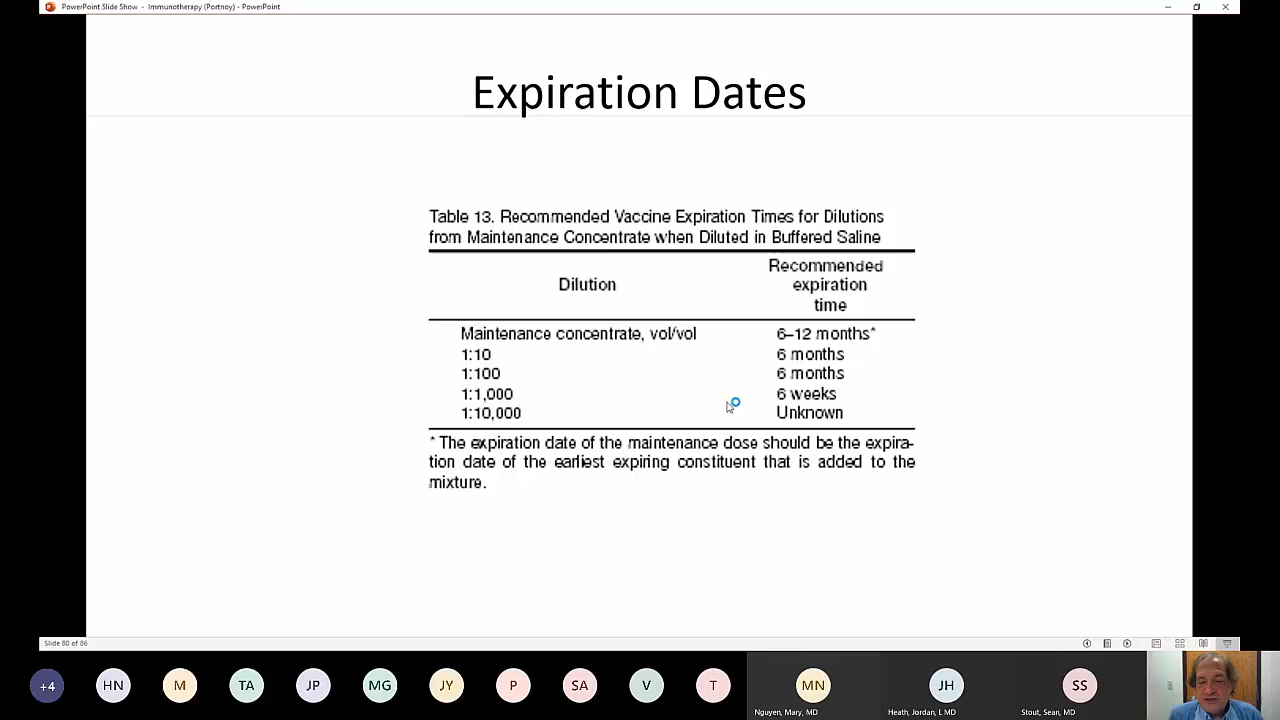 PowerPoint Slide Show - Immunotherapy (Portnoy) - PowerPoint
Expiration Dates
Table 13. Recommended Vaccine Expiration Times for Dilutions
from Maintenance Concentrate when Diluted in Buffered Saline
Dilution
Recommended
expiration
time
Maintenance concentrate, vol/vol 6–12 months*
1:10 6 months
1:100 6 months
1:1,000 6 weeks
1:10,000 Unknown
* The expiration date of the maintenance dose should be the expira-
tion date of the earliest expiring constituent that is added to the
mixture.
Slide 80 of 86
+4 HN M TA JP MG JY P SA V T MN JH SS
Nguyen, Mary, MD Heath, Jordan, L MD Stout, Sean, MD